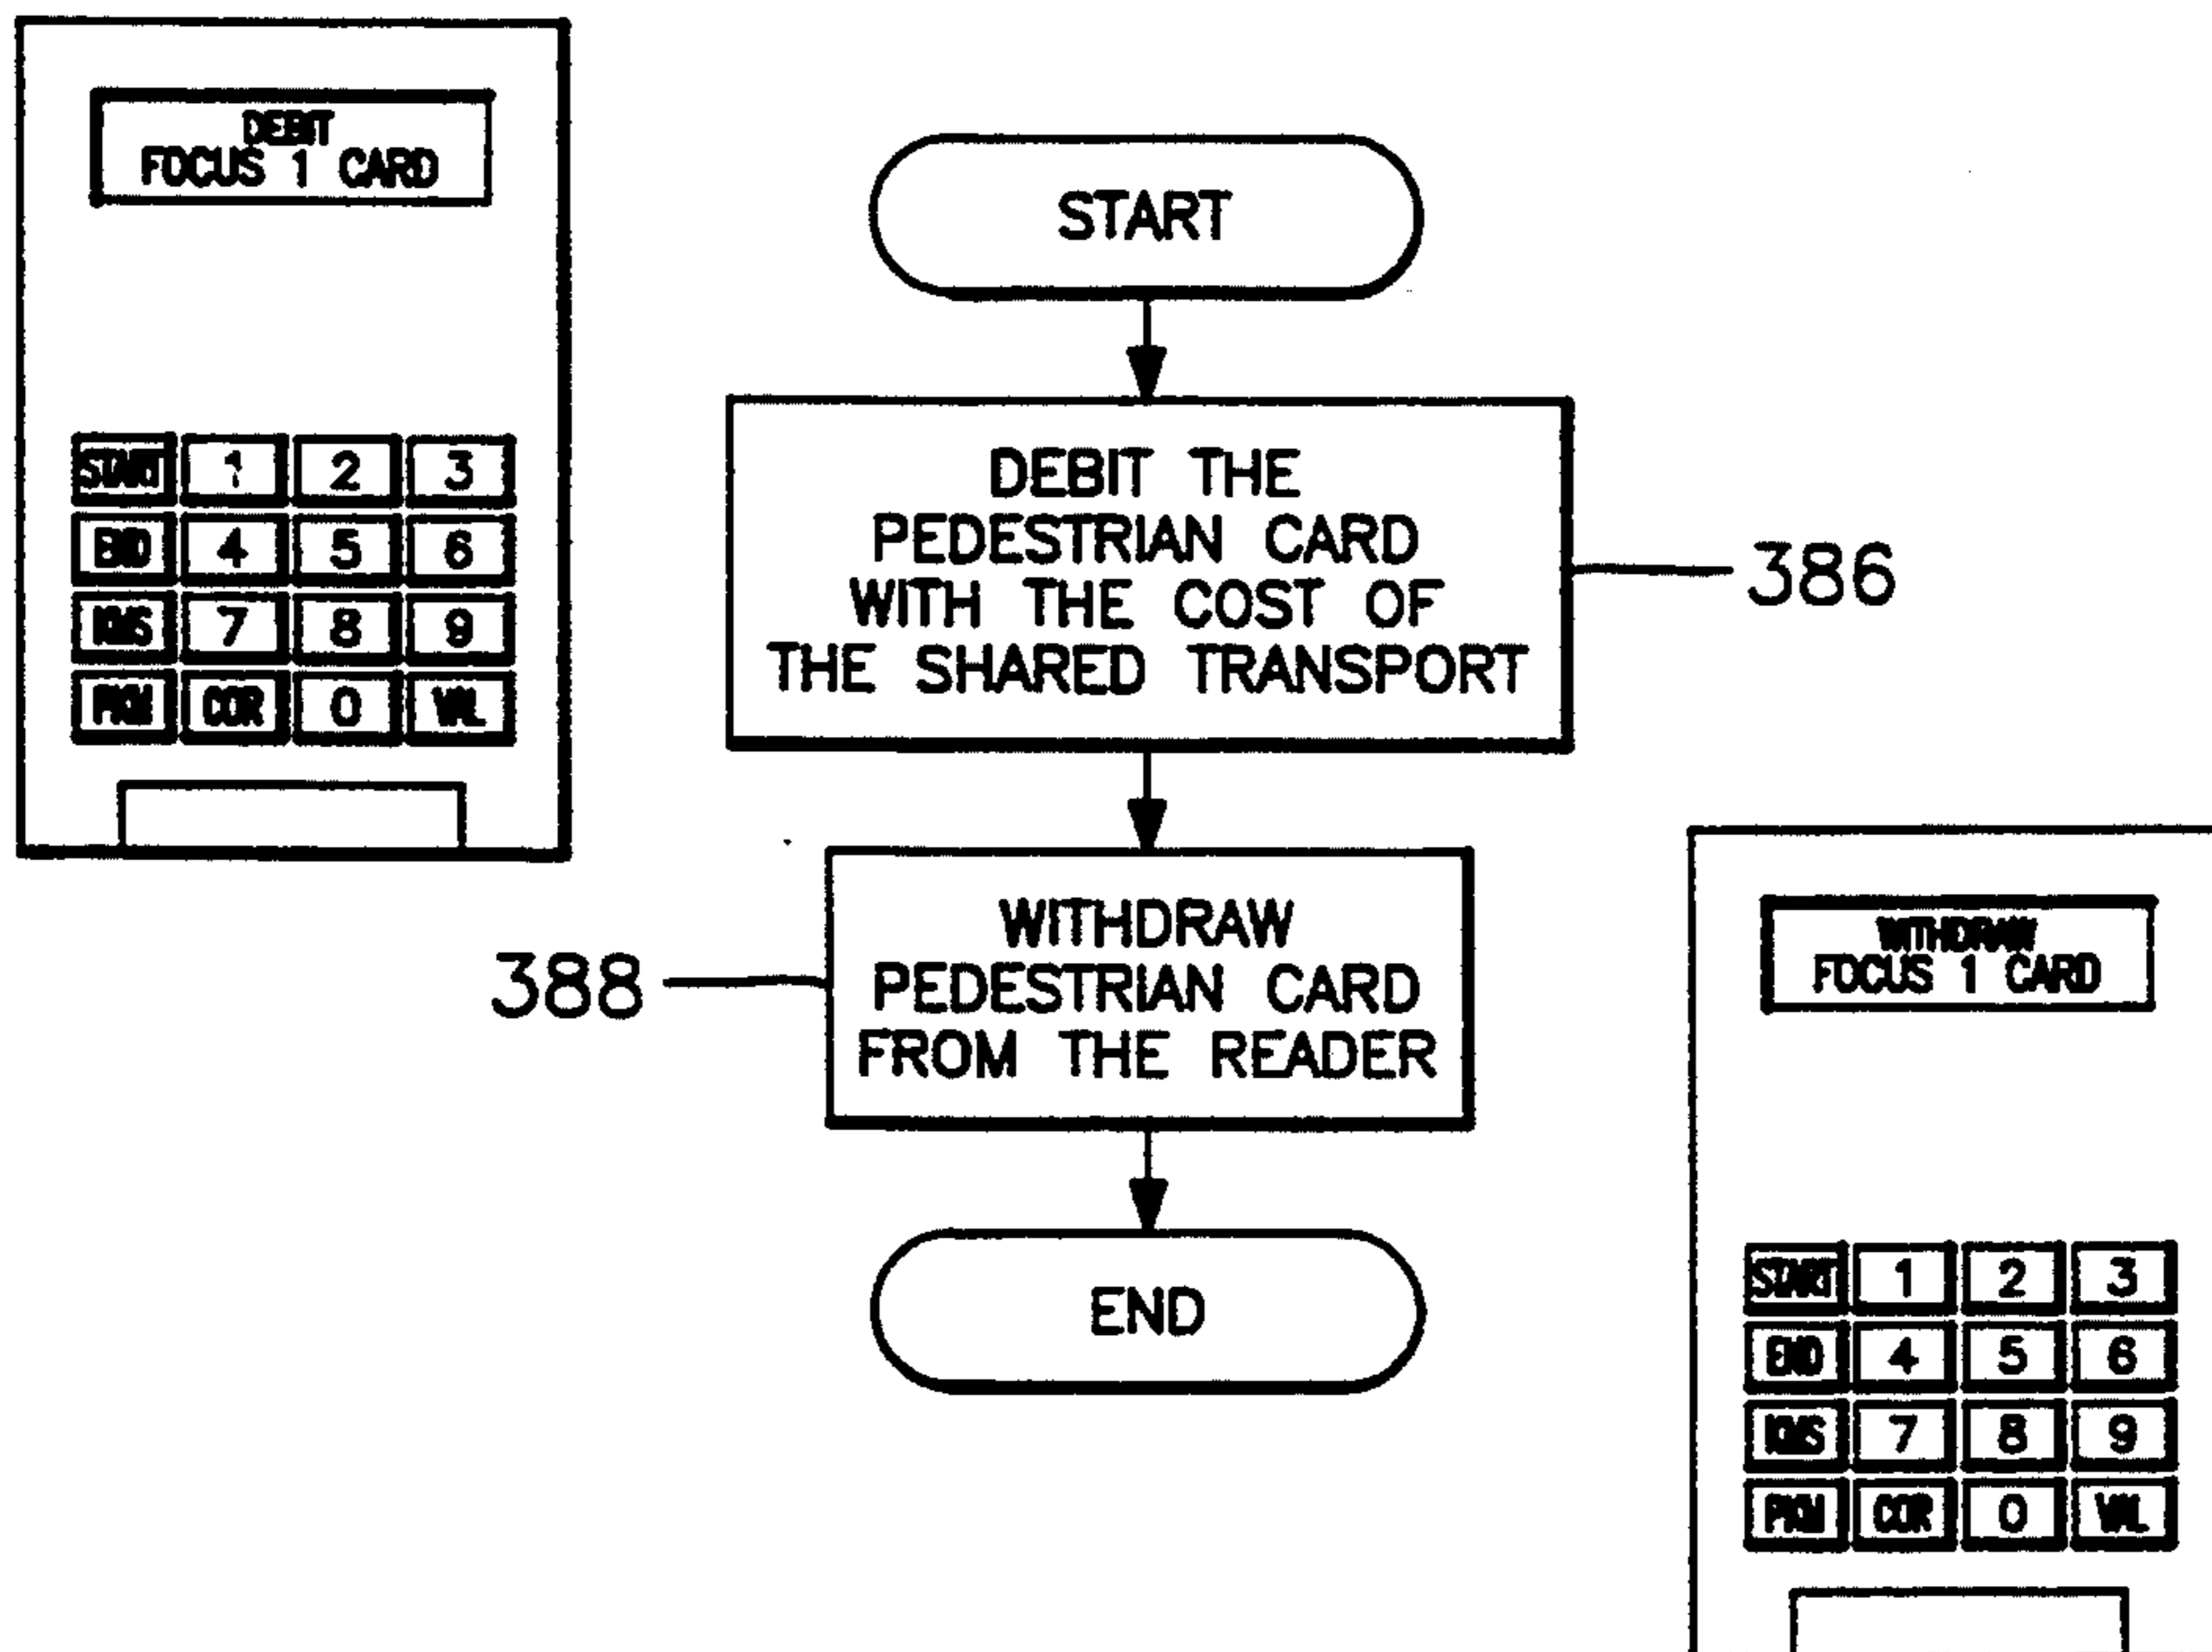 DEBIT
FOCUS 1 CARD
START 1 2 3
END 4 5 6
7 8 9
COR 0 VAL
START
DEBIT THE
PEDESTRIAN CARD
WITH THE COST OF
THE SHARED TRANSPORT
386
388
WITHDRAW
PEDESTRIAN CARD
FROM THE READER
END
WITHDRAW
FOCUS 1 CARD
START 1 2 3
END 4 5 6
7 8 9
COR 0 VAL